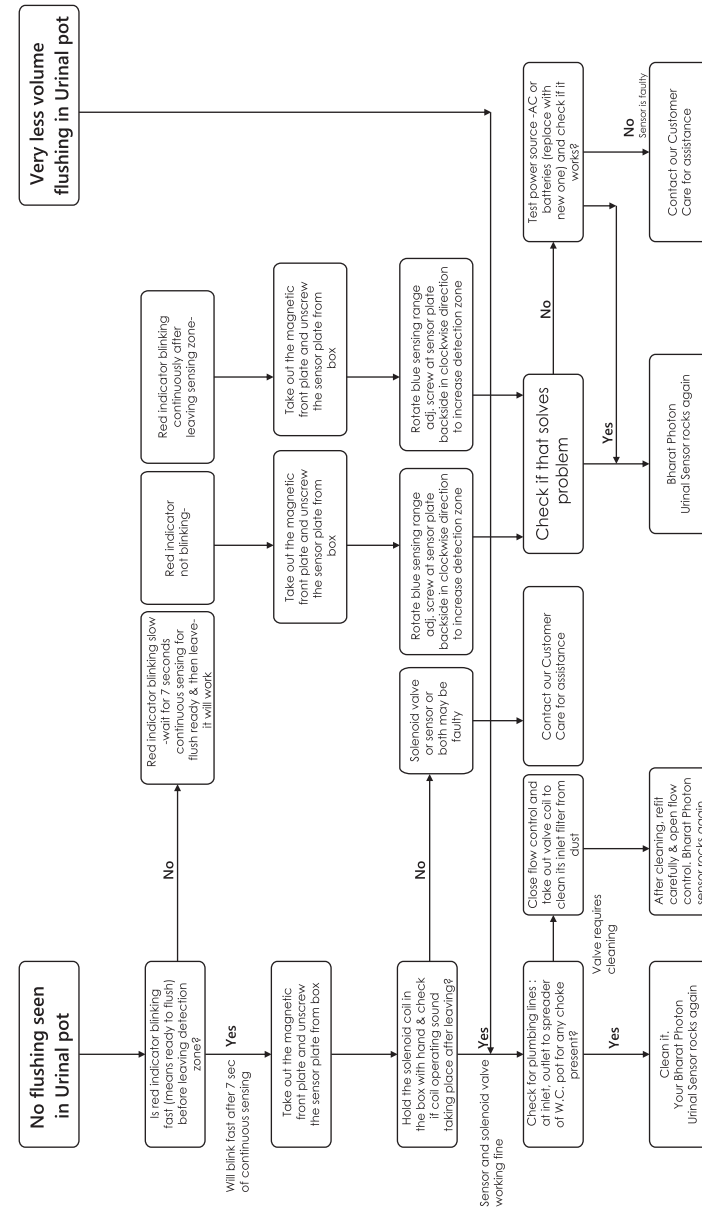 No flushing seen
in Urinal pot
Very less volume
flushing in Urinal pot
Is red indicator blinking
fast (means ready to flush)
before leaving detection
zone?
No
Red indicator blinking slow
-wait for 7 seconds
continuous sensing for
flush ready & then leave-
it will work
Red indicator
not blinking-
Red indicator blinking
continuously after
leaving sensing zone-
Will blink fast after 7 sec
of continuous sensing
Yes
Take out the magnetic
front plate and unscrew
the sensor plate from box
Take out the magnetic
front plate and unscrew
the sensor plate from
box
Take out the magnetic
front plate and unscrew
the sensor plate from
box
Hold the solenoid coil in
the box with hand & check
if coil operating sound
taking place after leaving?
No
Solenoid valve
or sensor or
both may be
faulty
Rotate blue sensing range
adj. screw at sensor plate
backside in clockwise direction
to increase detection zone
Rotate blue sensing range
adj. screw at sensor plate
backside in clockwise direction
to increase detection zone
Sensor and solenoid valve
working fine
Yes
Check for plumbing lines :
at inlet, outlet to spreader
of W.C. pot for any choke
present?
Valve requires
cleaning
Close flow control and
take out valve coil to
clean its inlet filter from
dust
Contact our Customer
Care for assistance
Check if that solves
problem
No
Test power source -AC or
batteries (replace with
new one) and check if it
works?
Yes
Yes
No
Sensor is faulty
Clean it.
Your Bharat Photon
Urinal Sensor rocks again
After cleaning, refit
carefully & open flow
control. Bharat Photon
sensor rocks again
Bharat Photon
Urinal Sensor rocks again
Contact our Customer
Care for assistance